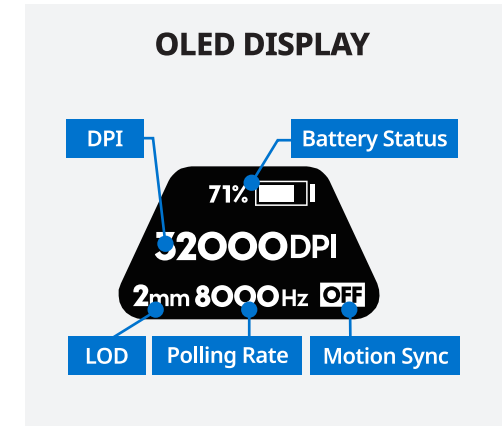 OLED DISPLAY
DPI
Battery Status
71%
32000DPI
2mm 8000Hz OFF
LOD
Polling Rate
Motion Sync